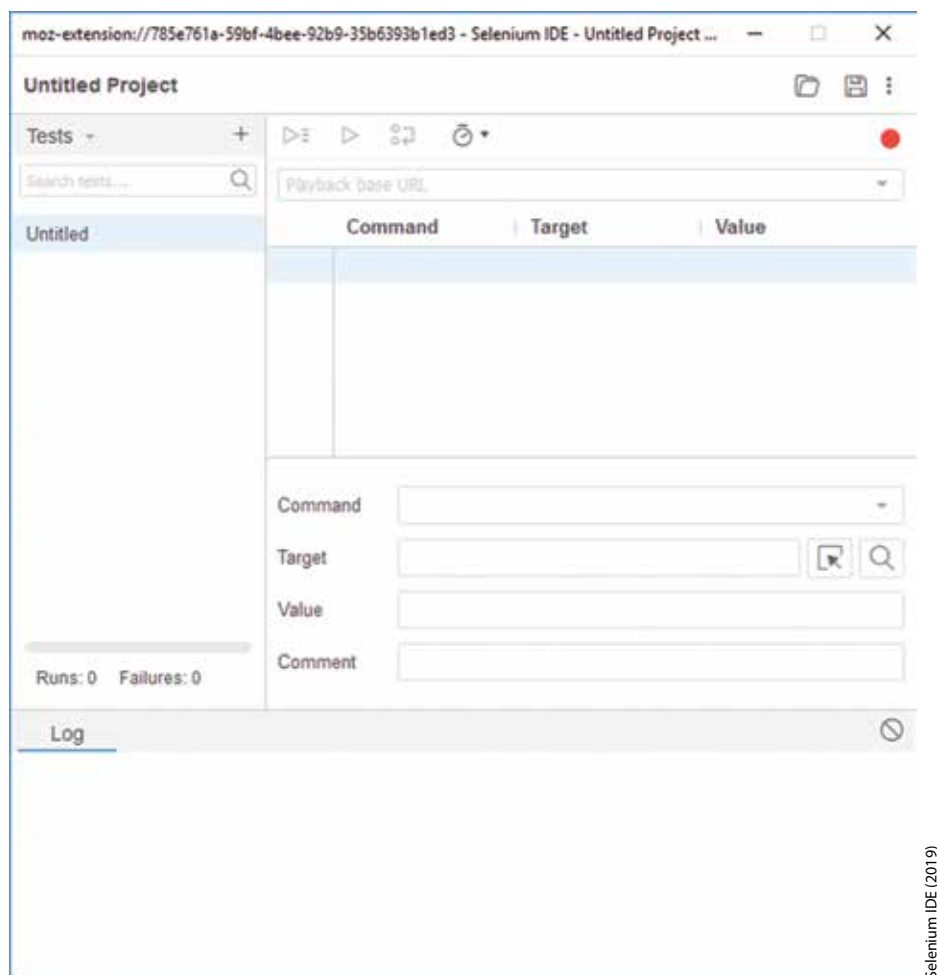 moz-extension://785e761a-59bf-4bee-92b9-35b6393b1ed3 - Selenium IDE - Untitled Project ...
Untitled Project
Tests
Search tests...
Untitled
Runs: 0 Failures: 0
Playback base URL
Command Target Value
Command
Target
Value
Comment
Log
Selenium IDE (2019)